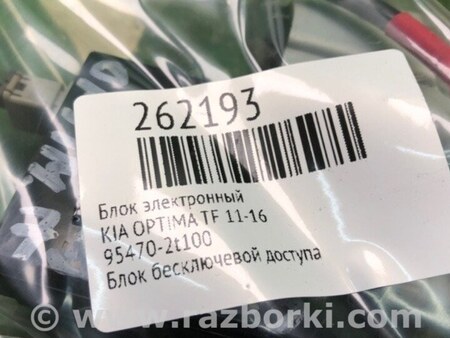 262193
Блок электронный
KIA OPTIMA TF 11-16
95470-2t100
Блок бесключевой доступа
© www.razborki.com